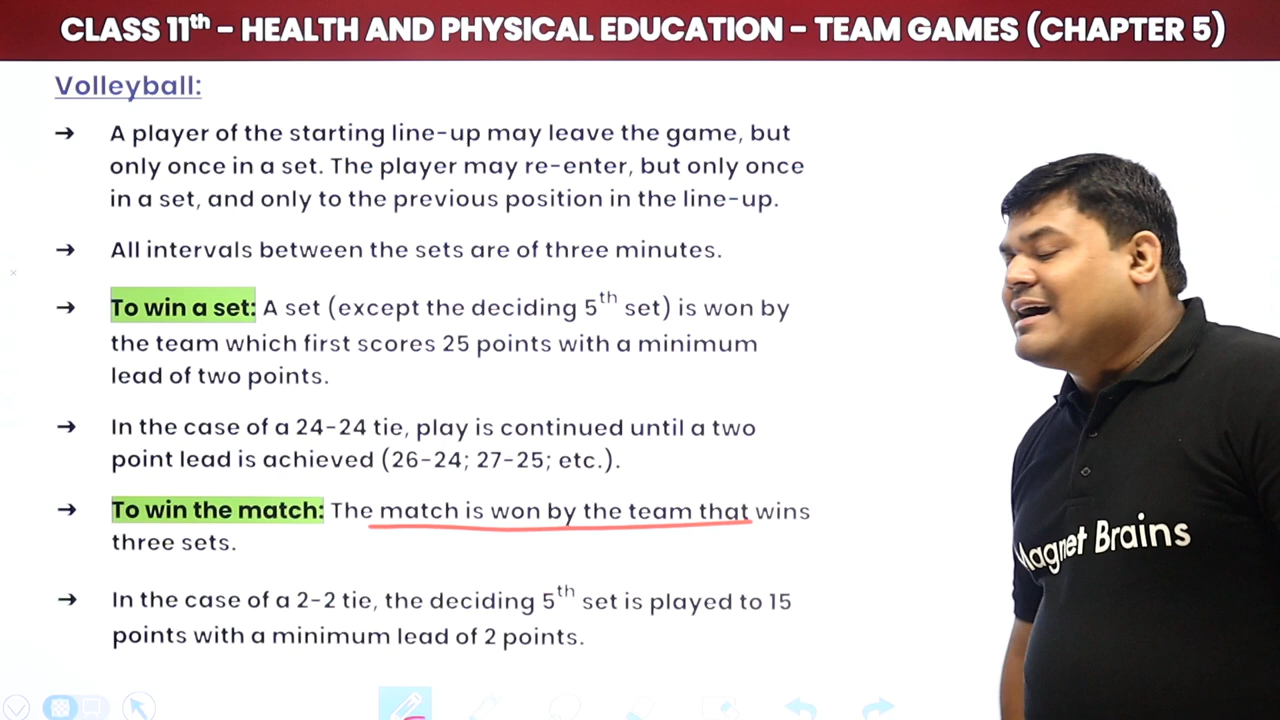 CLASS 11th – HEALTH AND PHYSICAL EDUCATION – TEAM GAMES (CHAPTER 5)
Volleyball:
→ A player of the starting line-up may leave the game, but
only once in a set. The player may re-enter, but only once
in a set, and only to the previous position in the line-up.
→ All intervals between the sets are of three minutes.
→ To win a set: A set (except the deciding 5th set) is won by
the team which first scores 25 points with a minimum
lead of two points.
→ In the case of a 24-24 tie, play is continued until a two
point lead is achieved (26-24; 27-25; etc.).
→ To win the match: The match is won by the team that wins
three sets.
→ In the case of a 2-2 tie, the deciding 5th set is played to 15
points with a minimum lead of 2 points.
Magnet Brains